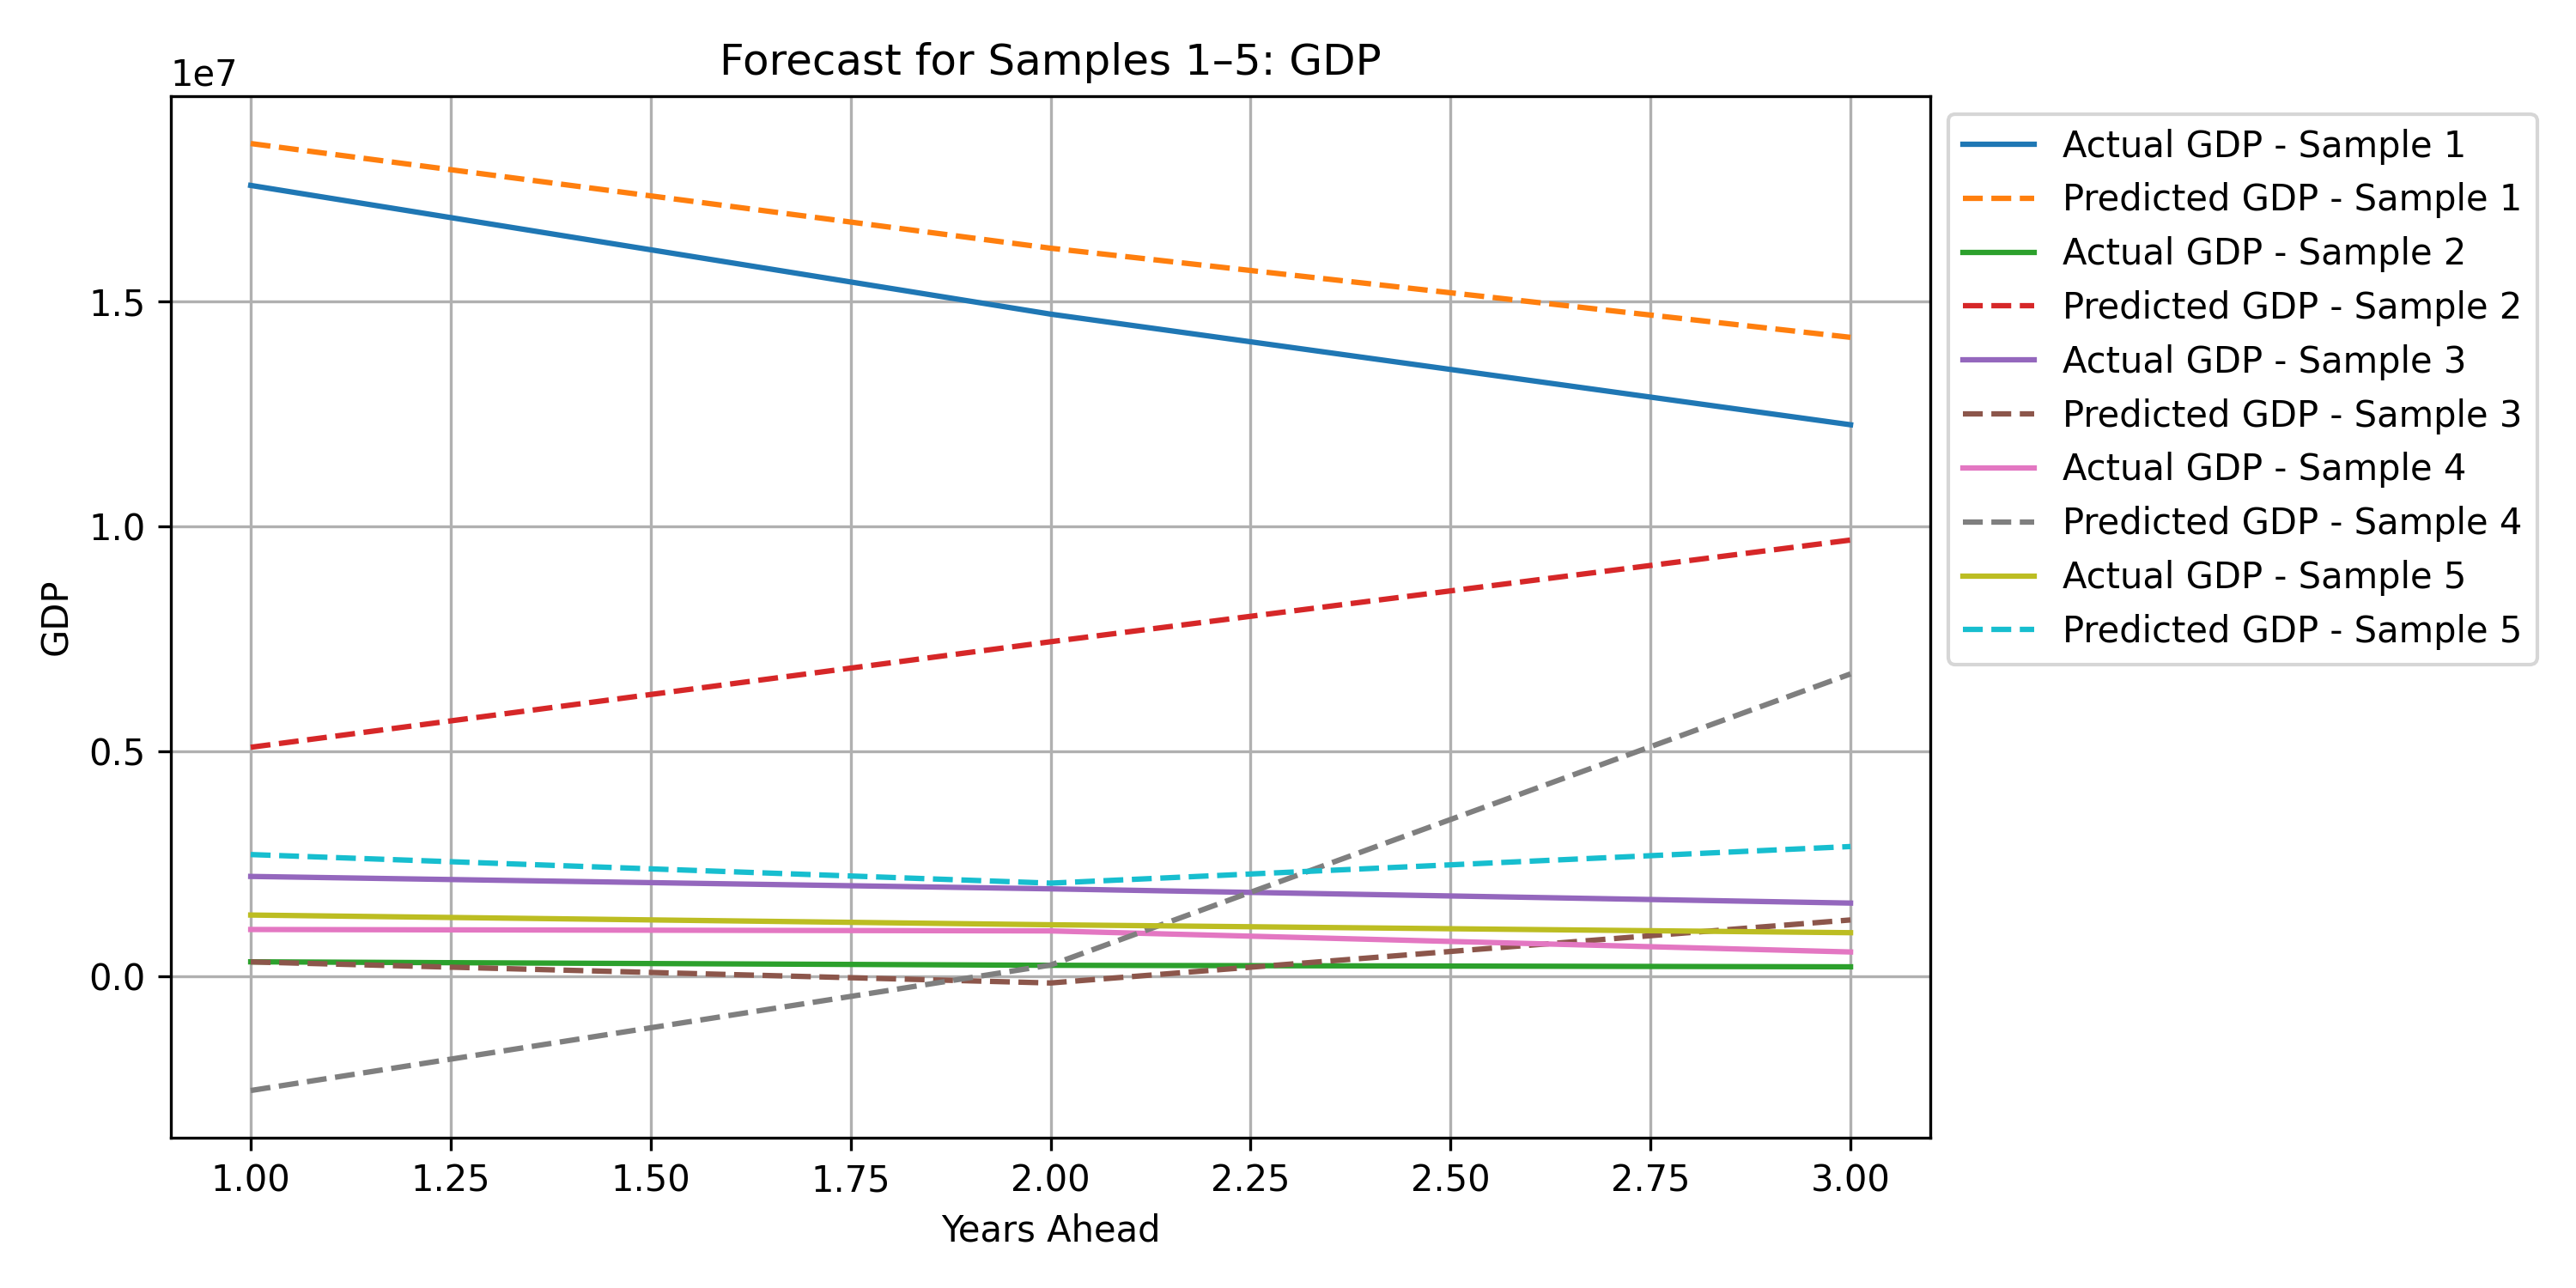 Forecast for Samples 1–5: GDP
1e7
1.5
1.0
0.5
0.0
GDP
1.00 1.25 1.50 1.75 2.00 2.25 2.50 2.75 3.00
Years Ahead
Actual GDP - Sample 1
Predicted GDP - Sample 1
Actual GDP - Sample 2
Predicted GDP - Sample 2
Actual GDP - Sample 3
Predicted GDP - Sample 3
Actual GDP - Sample 4
Predicted GDP - Sample 4
Actual GDP - Sample 5
Predicted GDP - Sample 5